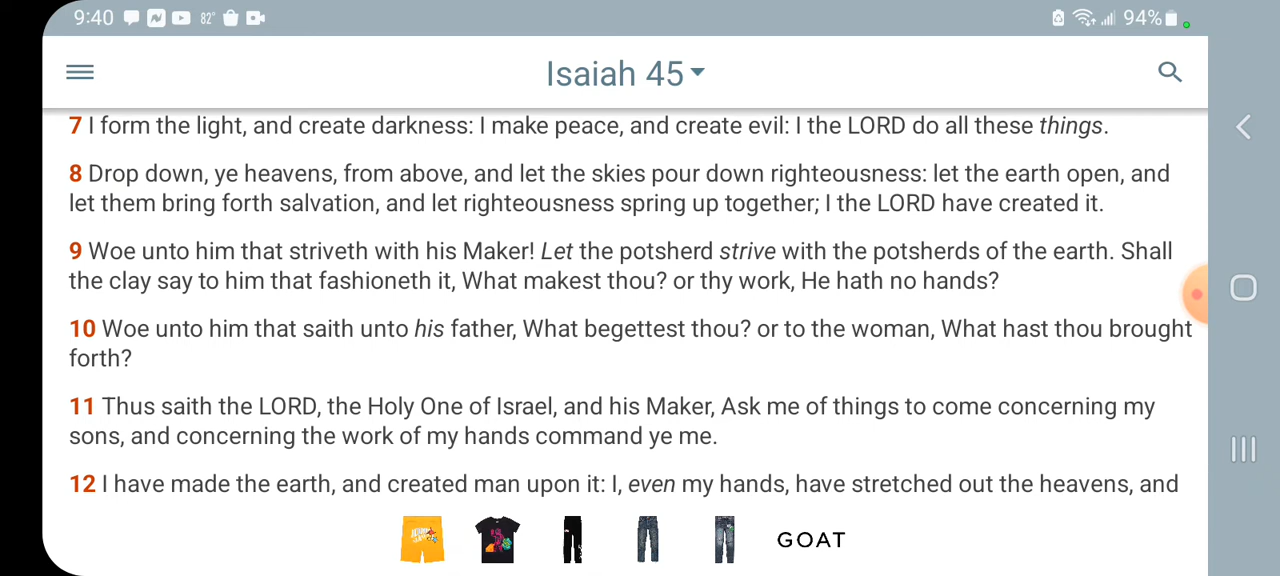 9:40 82° 94%
Isaiah 45
7 I form the light, and create darkness: I make peace, and create evil: I the LORD do all these things.
8 Drop down, ye heavens, from above, and let the skies pour down righteousness: let the earth open, and
let them bring forth salvation, and let righteousness spring up together; I the LORD have created it.
9 Woe unto him that striveth with his Maker! Let the potsherd strive with the potsherds of the earth. Shall
the clay say to him that fashioneth it, What makest thou? or thy work, He hath no hands?
10 Woe unto him that saith unto his father, What begettest thou? or to the woman, What hast thou brought
forth?
11 Thus saith the LORD, the Holy One of Israel, and his Maker, Ask me of things to come concerning my
sons, and concerning the work of my hands command ye me.
12 I have made the earth, and created man upon it: I, even my hands, have stretched out the heavens, and
GOAT